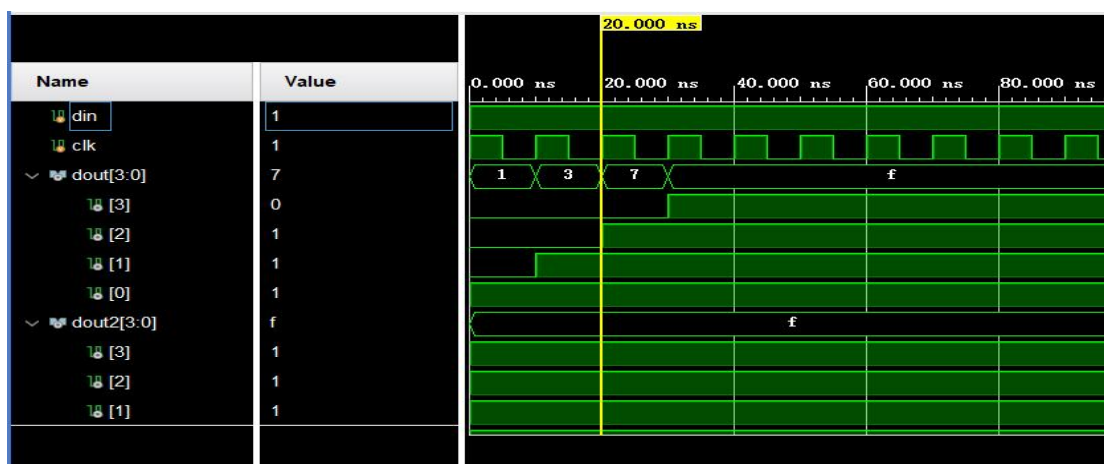 20.000 ns
Name Value 0.000 ns 20.000 ns 40.000 ns 60.000 ns 80.000 ns
din 1
clk 1
dout[3:0] 7 1 3 7 f
[3] 0
[2] 1
[1] 1
[0] 1
dout2[3:0] f f
[3] 1
[2] 1
[1] 1